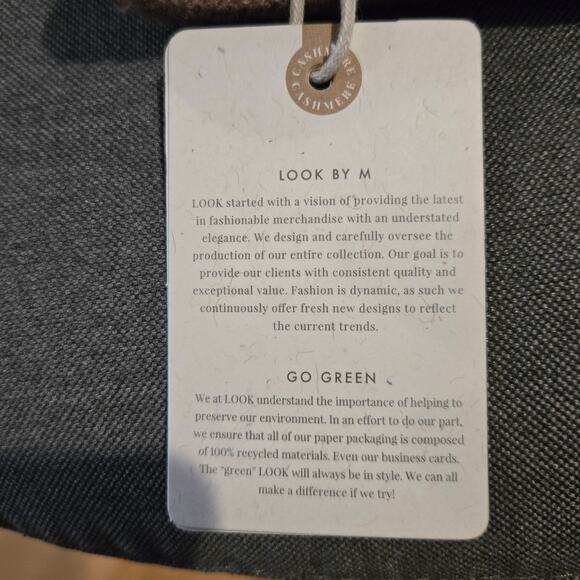 CASHMERE
CASHMERE
LOOK BY M
LOOK started with a vision of providing the latest
in fashionable merchandise with an understated
elegance. We design and carefully oversee the
production of our entire collection. Our goal is to
provide our clients with consistent quality and
exceptional value. Fashion is dynamic, as such we
continuously offer fresh new designs to reflect
the current trends.
GO GREEN
We at LOOK understand the importance of helping to
preserve our environment. In an effort to do our part,
we ensure that all of our paper packaging is composed
of 100% recycled materials. Even our business cards.
The "green" LOOK will always be in style. We can all
make a difference if we try!